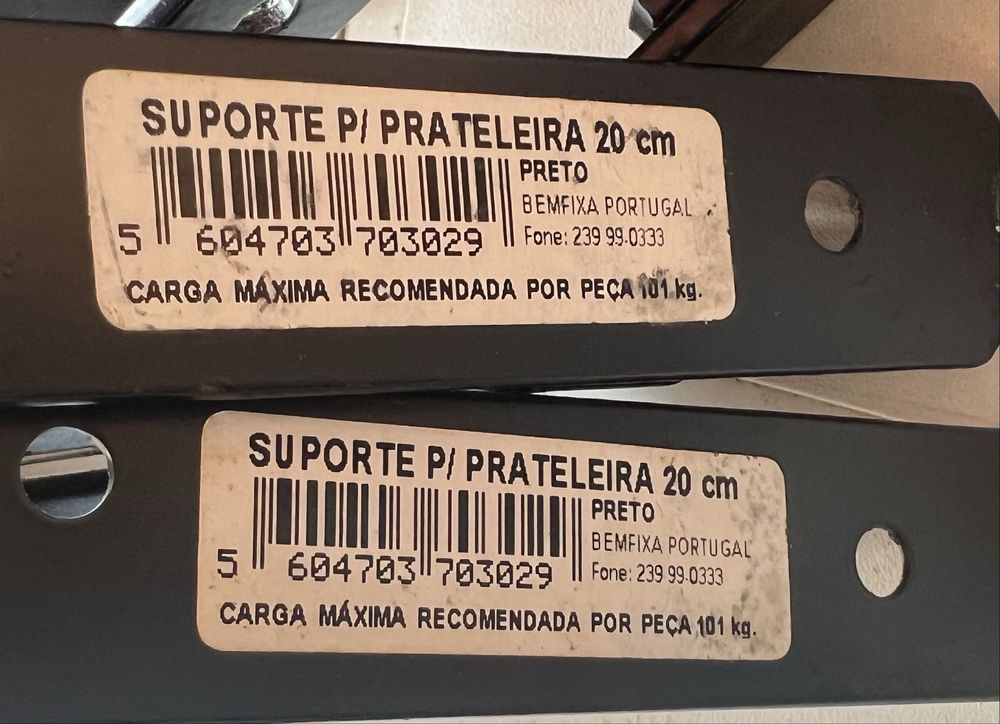 SUPORTE P/ PRATELEIRA 20 cm
PRETO
BEMFIXA PORTUGAL
Fone: 239 99.0333
5 604703 703029
CARGA MÁXIMA RECOMENDADA POR PEÇA 101 kg.
SUPORTE P/ PRATELEIRA 20 cm
PRETO
BEMFIXA PORTUGAL
Fone: 239 99.0333
5 604703 703029
CARGA MÁXIMA RECOMENDADA POR PEÇA 101 kg.